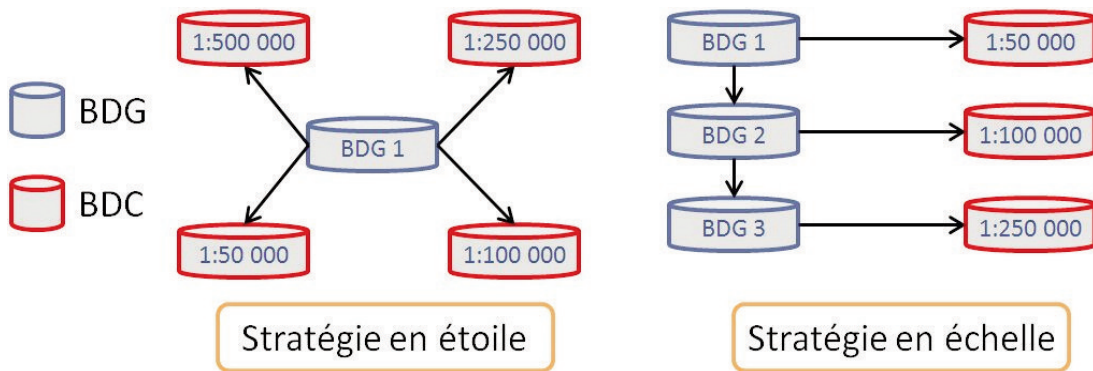 BDG
BDC
1:500 000
1:250 000
BDG 1
1:50 000
1:100 000
Stratégie en étoile
BDG 1
1:50 000
BDG 2
1:100 000
BDG 3
1:250 000
Stratégie en échelle